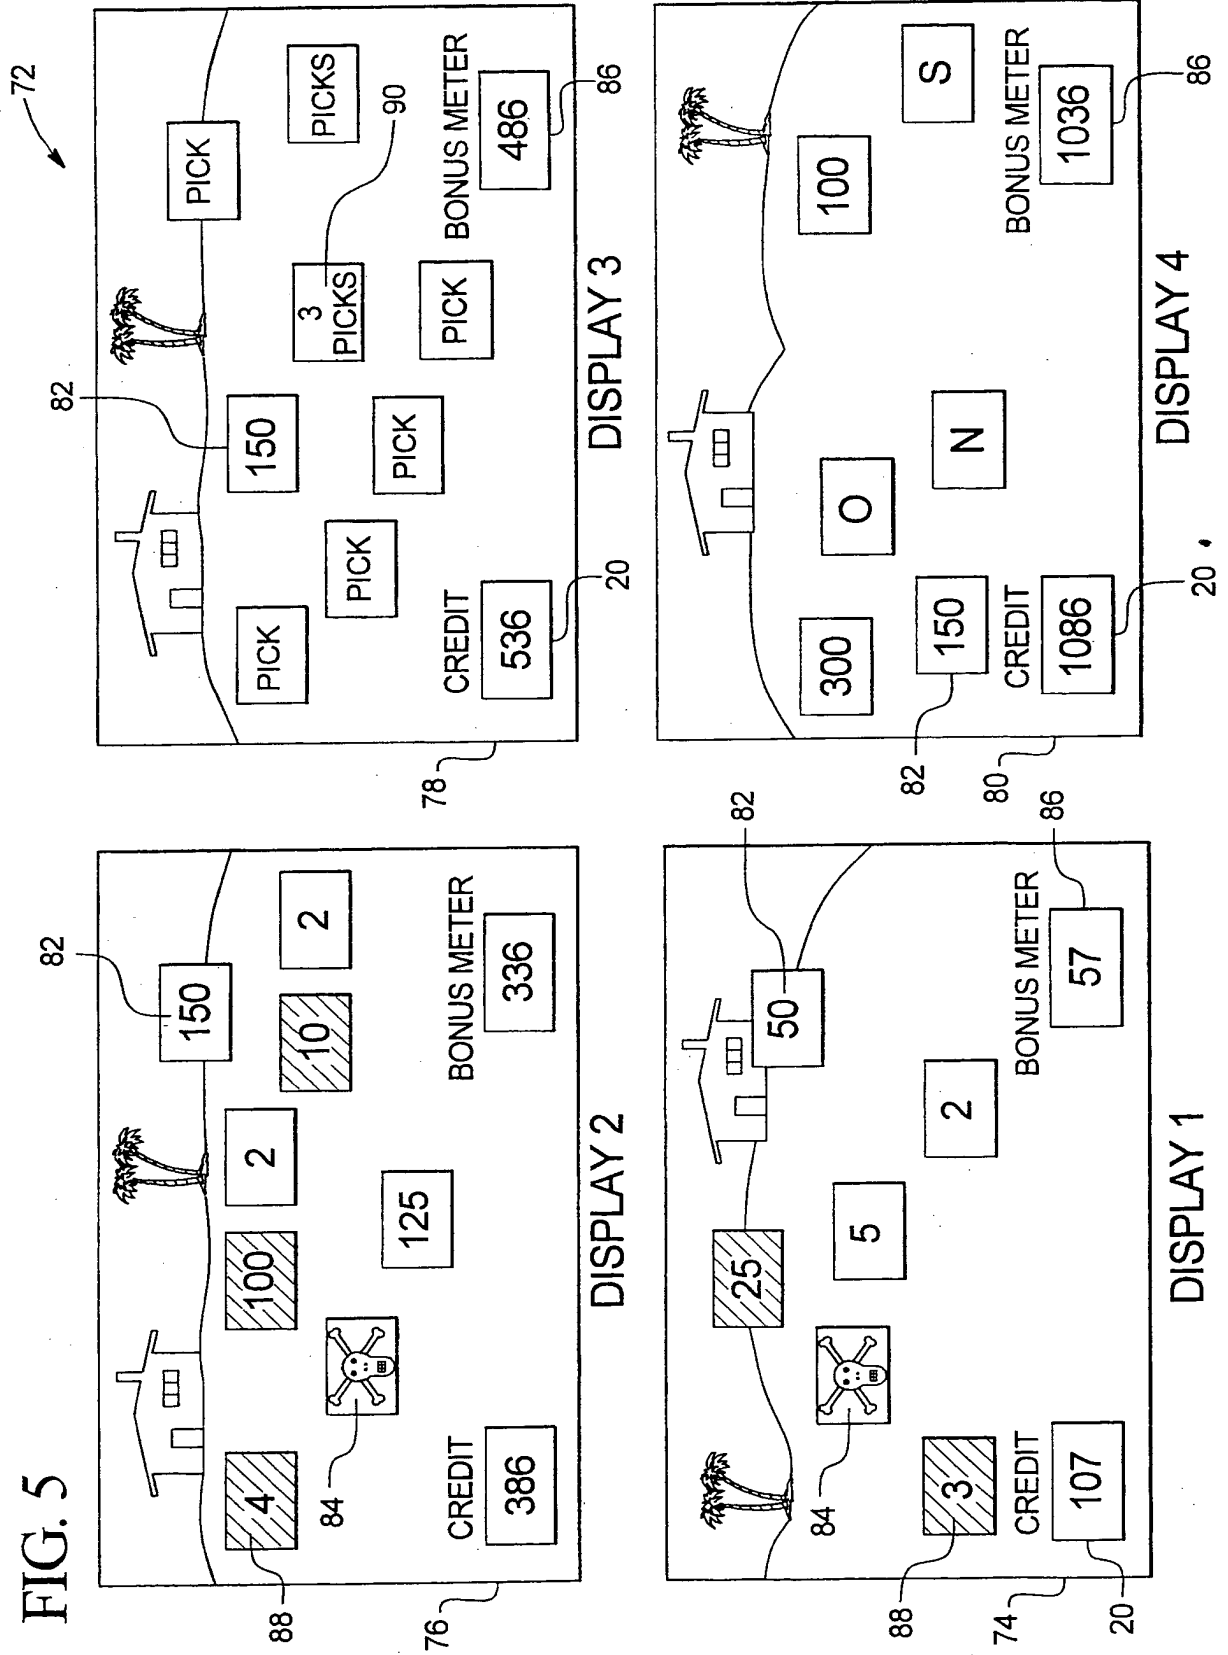 FIG. 5
72
82
150
2
10
2
100
4
125
84
88
CREDIT
386
BONUS METER
336
76
DISPLAY 2
82
150
PICK
PICKS
3
PICKS
90
PICK
PICK
PICK
PICK
CREDIT
536
20
BONUS METER
486
86
78
DISPLAY 3
82
50
25
5
2
3
84
88
CREDIT
107
20
BONUS METER
57
86
74
DISPLAY 1
100
S
O
N
300
150
82
CREDIT
1086
20
BONUS METER
1036
86
80
DISPLAY 4